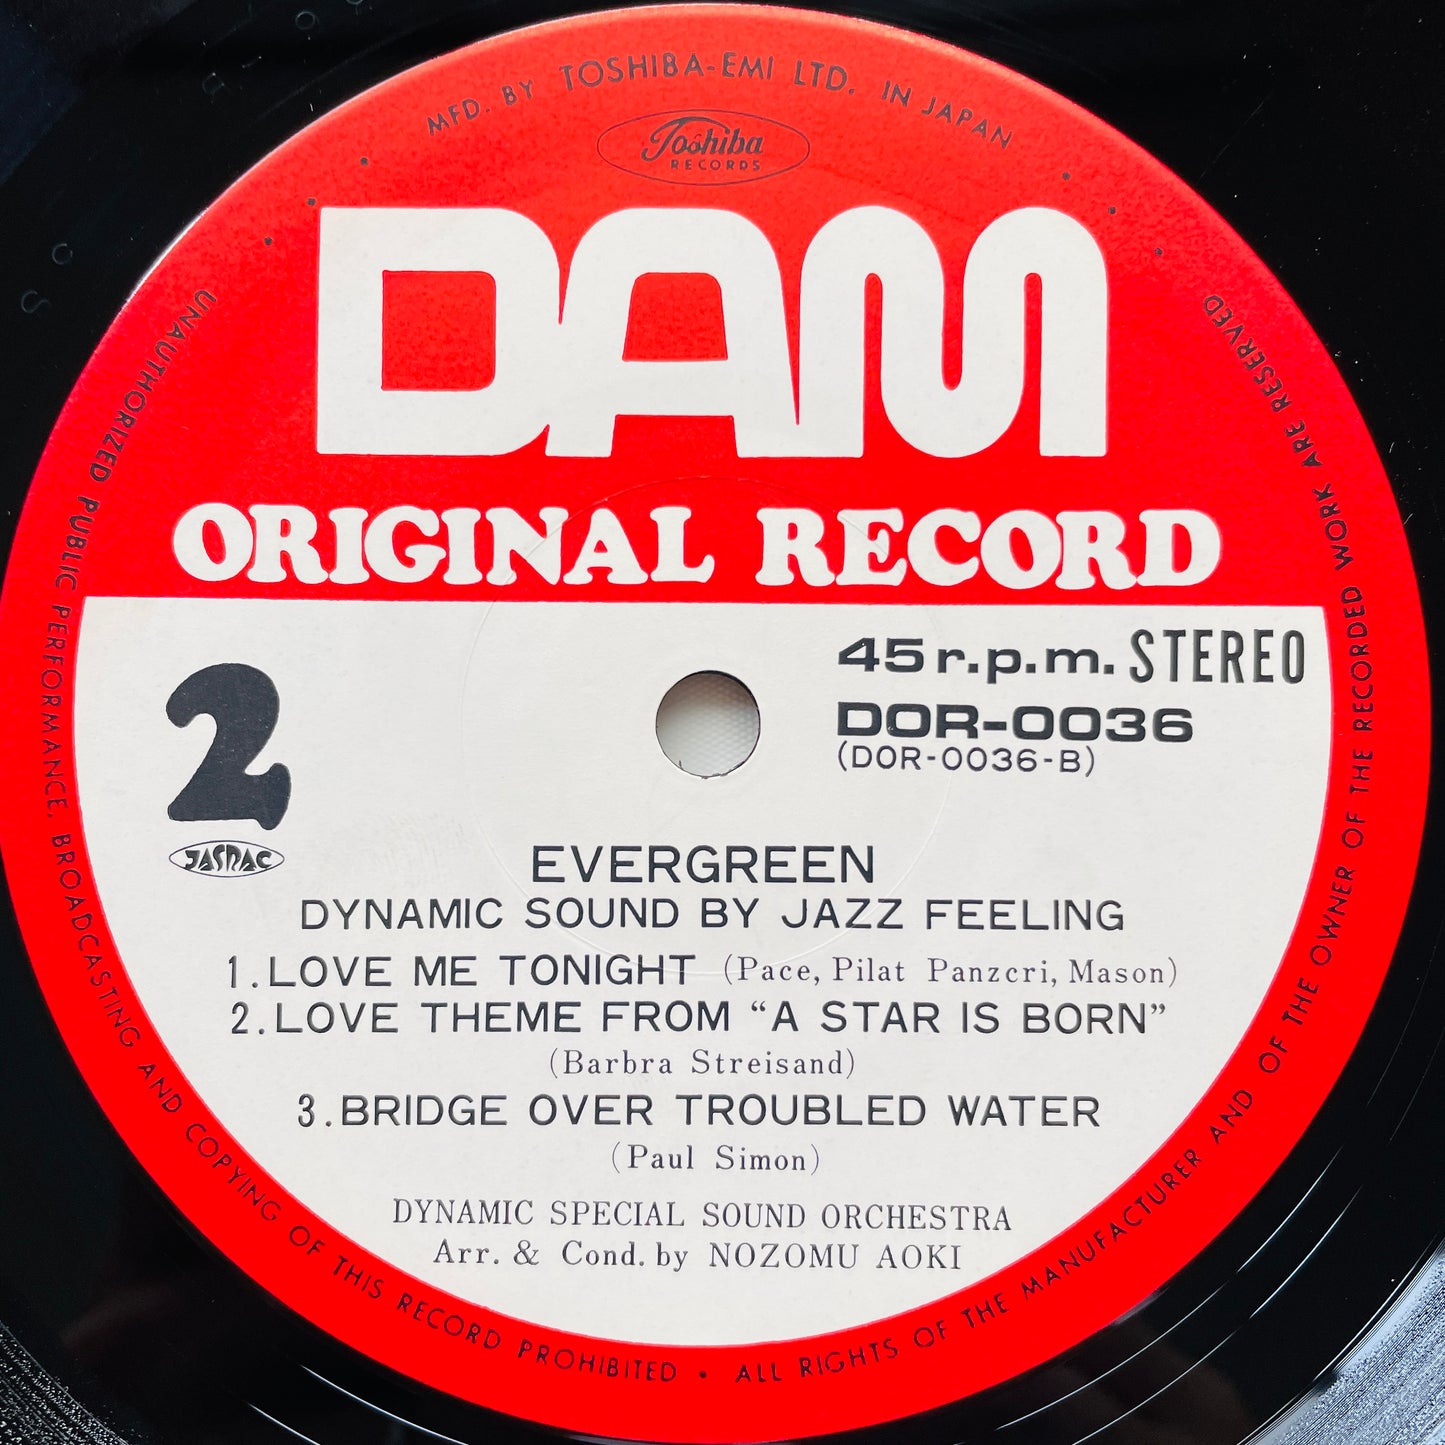 MFD. BY TOSHIBA-EMI LTD. IN JAPAN
Toshiba
RECORDS
DAM
ORIGINAL RECORD
45 r.p.m. STEREO
DOR-0036
(DOR-0036-B)
2
JASRAC
EVERGREEN
DYNAMIC SOUND BY JAZZ FEELING
1. LOVE ME TONIGHT (Pace, Pilat Panzcri, Mason)
2. LOVE THEME FROM “A STAR IS BORN”
(Barbra Streisand)
3. BRIDGE OVER TROUBLED WATER
(Paul Simon)
DYNAMIC SPECIAL SOUND ORCHESTRA
Arr. & Cond. by NOZOMU AOKI
UNAUTHORIZED PUBLIC PERFORMANCE, BROADCASTING AND COPYING OF THIS RECORD PROHIBITED • ALL RIGHTS OF THE MANUFACTURER AND OF THE OWNER OF THE RECORDED WORK ARE RESERVED